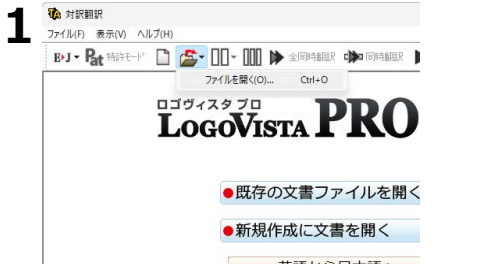 1
対訳翻訳
ファイル(F) 表示(V) ヘルプ(H)
E›J Pat 特許モード 全同時翻訳 同時翻訳
ファイルを開く(O)... Ctrl+O
ロゴヴィスタ プロ
LOGOVISTA PRO
●既存の文書ファイルを開く
●新規作成に文書を開く